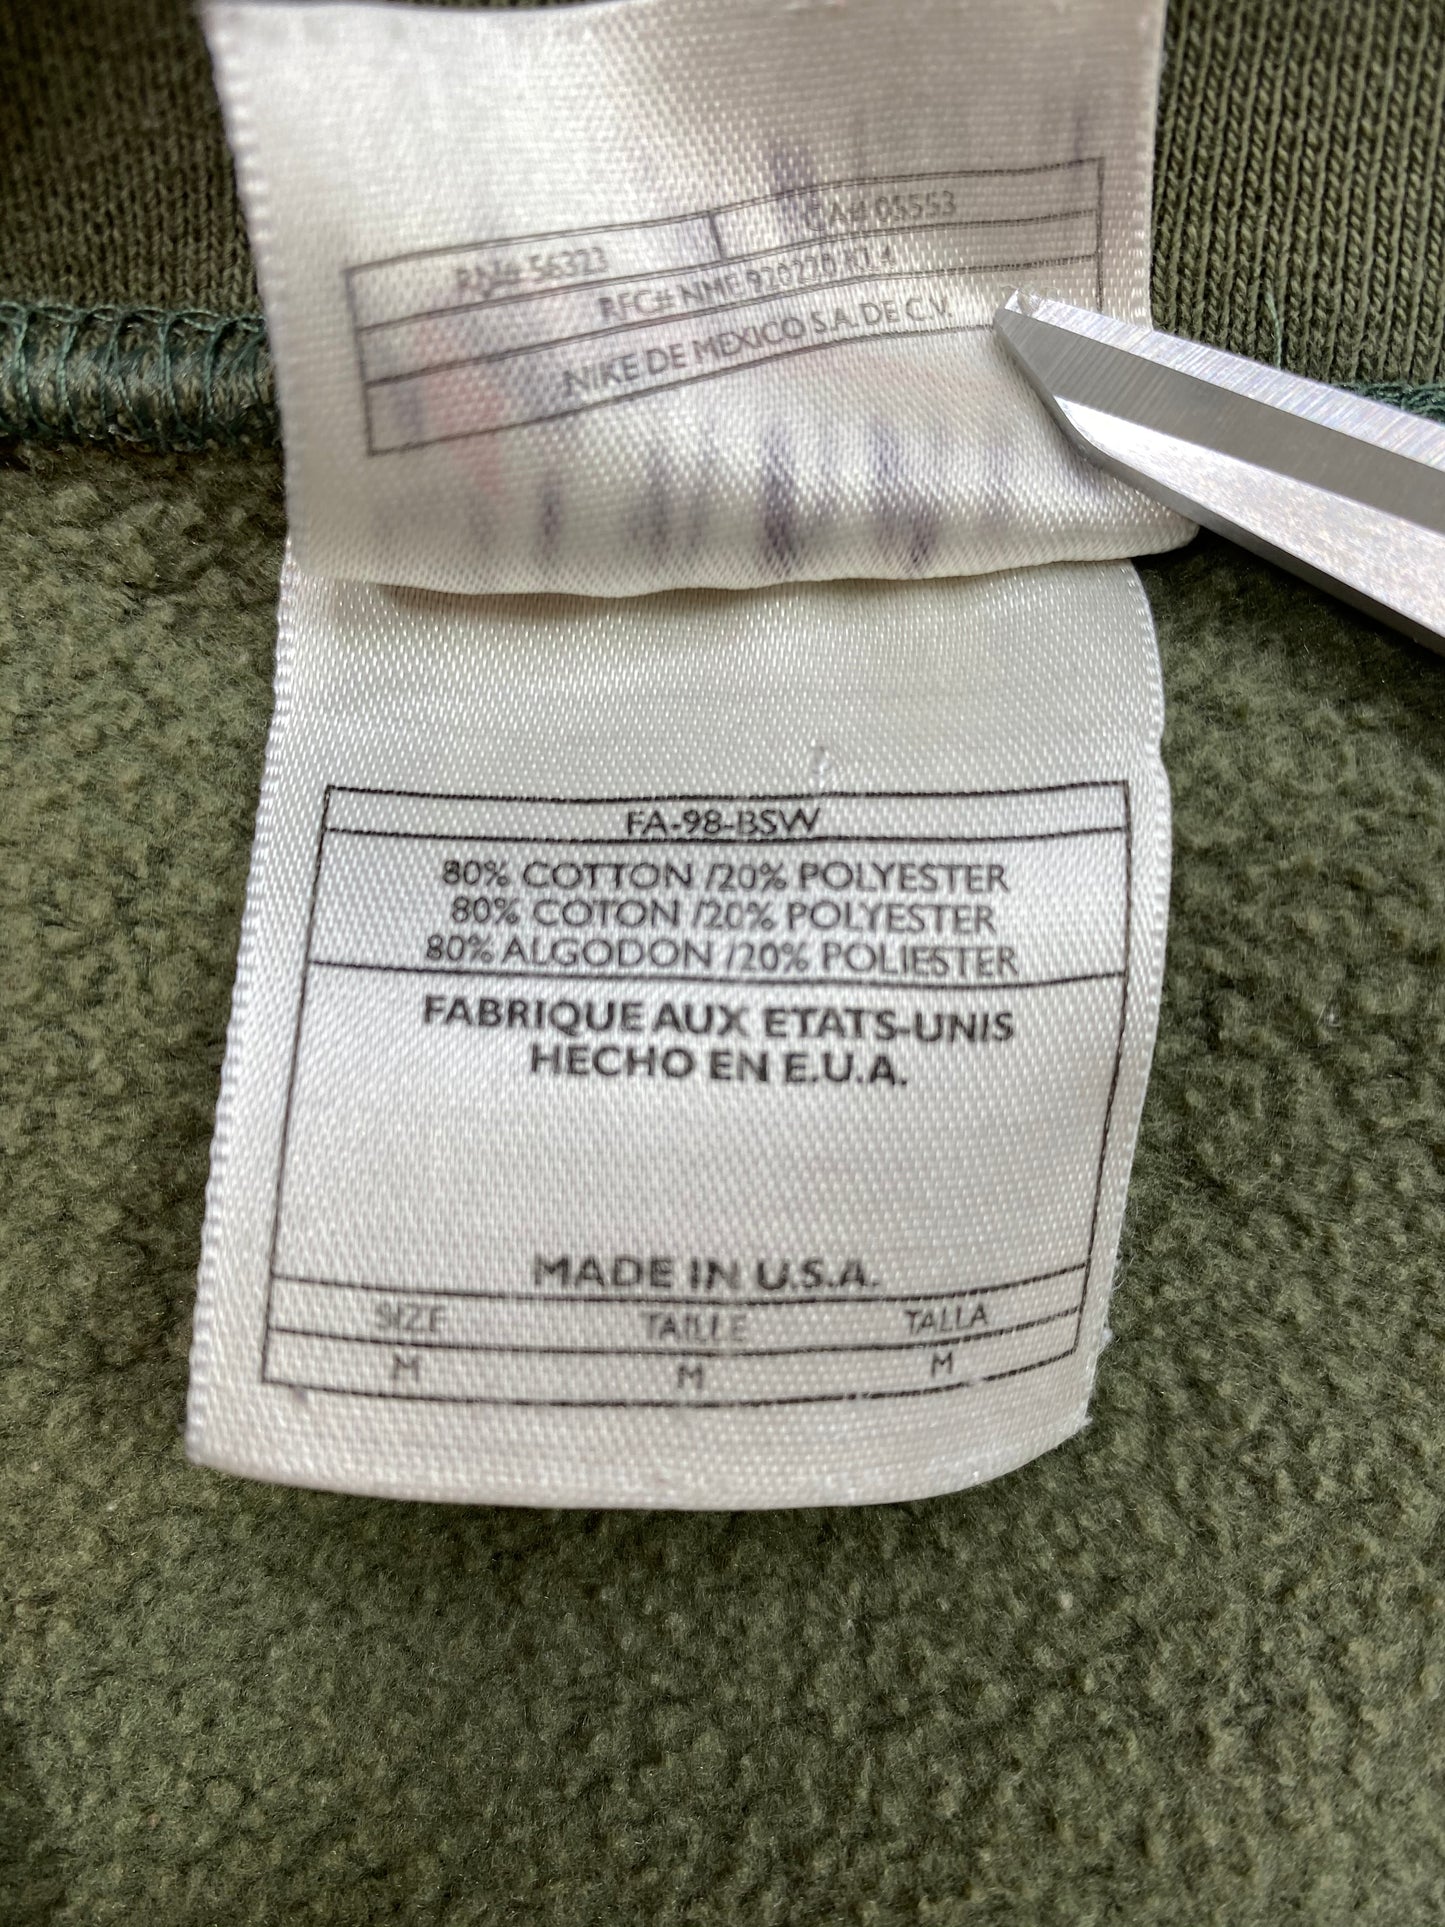 RN# 56323 CA# 05553
RFC# NME 920220 R14
NIKE DE MEXICO S.A. DE C.V.
FA-98-BSW
80% COTTON /20% POLYESTER
80% COTON /20% POLYESTER
80% ALGODON /20% POLIESTER
FABRIQUE AUX ETATS-UNIS
HECHO EN E.U.A.
MADE IN U.S.A.
SIZE TAILLE TALLA
M M M